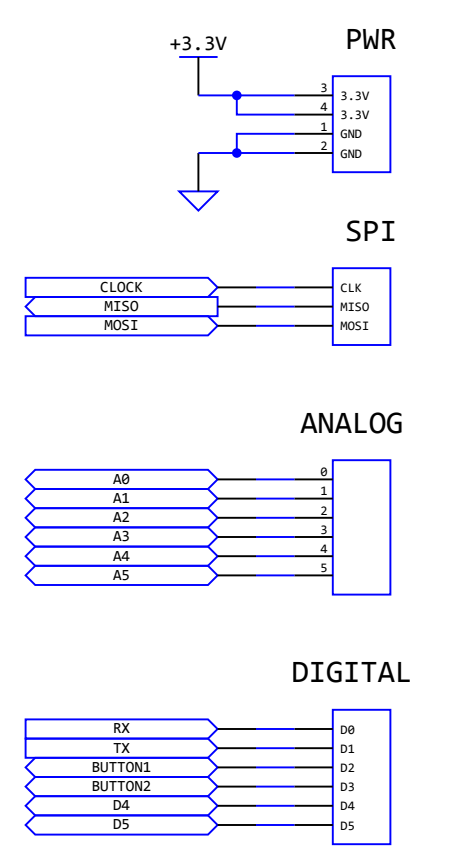 PWR
+3.3V
3 3.3V
4 3.3V
1 GND
2 GND
SPI
CLOCK CLK
MISO MISO
MOSI MOSI
ANALOG
A0 0
A1 1
A2 2
A3 3
A4 4
A5 5
DIGITAL
RX D0
TX D1
BUTTON1 D2
BUTTON2 D3
D4 D4
D5 D5